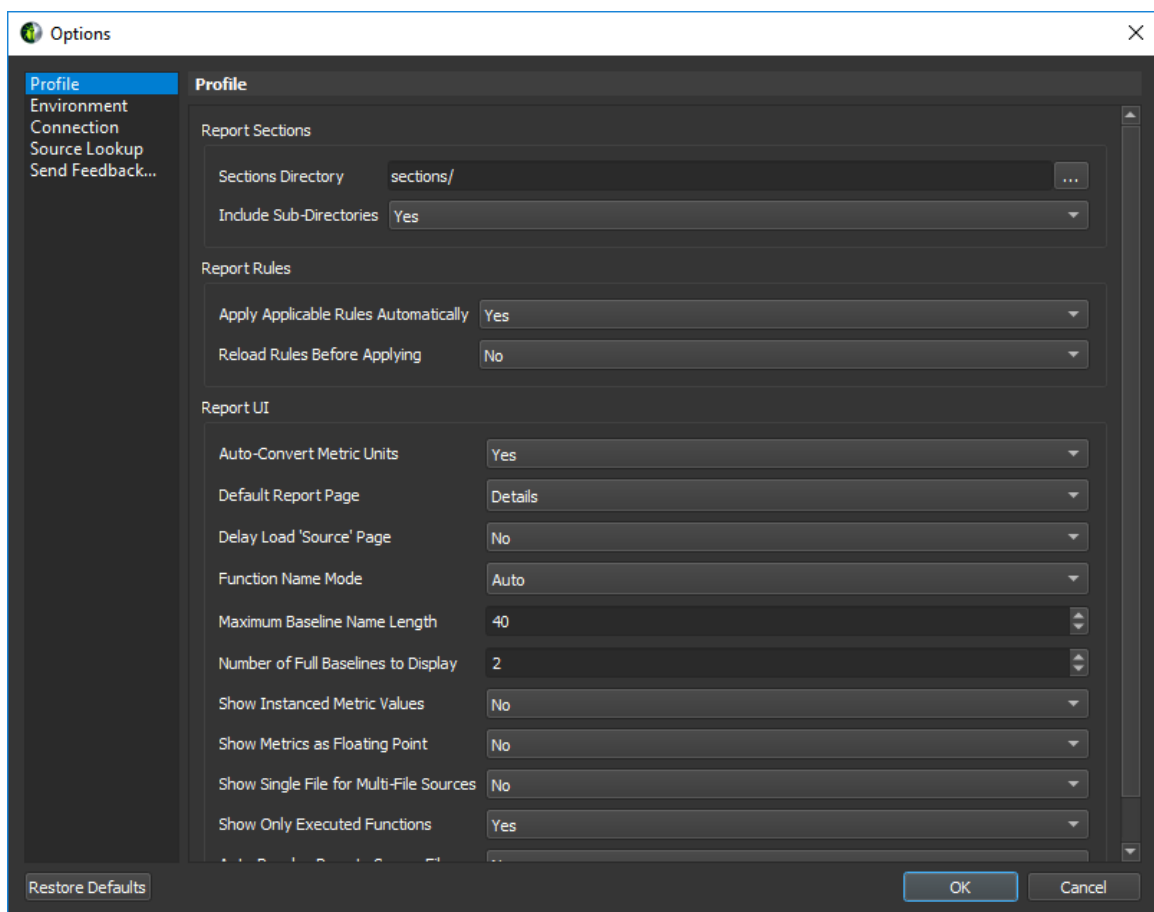 Options
Profile
Environment
Connection
Source Lookup
Send Feedback...
Profile
Report Sections
Sections Directory sections/ ...
Include Sub-Directories Yes
Report Rules
Apply Applicable Rules Automatically Yes
Reload Rules Before Applying No
Report UI
Auto-Convert Metric Units Yes
Default Report Page Details
Delay Load 'Source' Page No
Function Name Mode Auto
Maximum Baseline Name Length 40
Number of Full Baselines to Display 2
Show Instanced Metric Values No
Show Metrics as Floating Point No
Show Single File for Multi-File Sources No
Show Only Executed Functions Yes
Restore Defaults OK Cancel